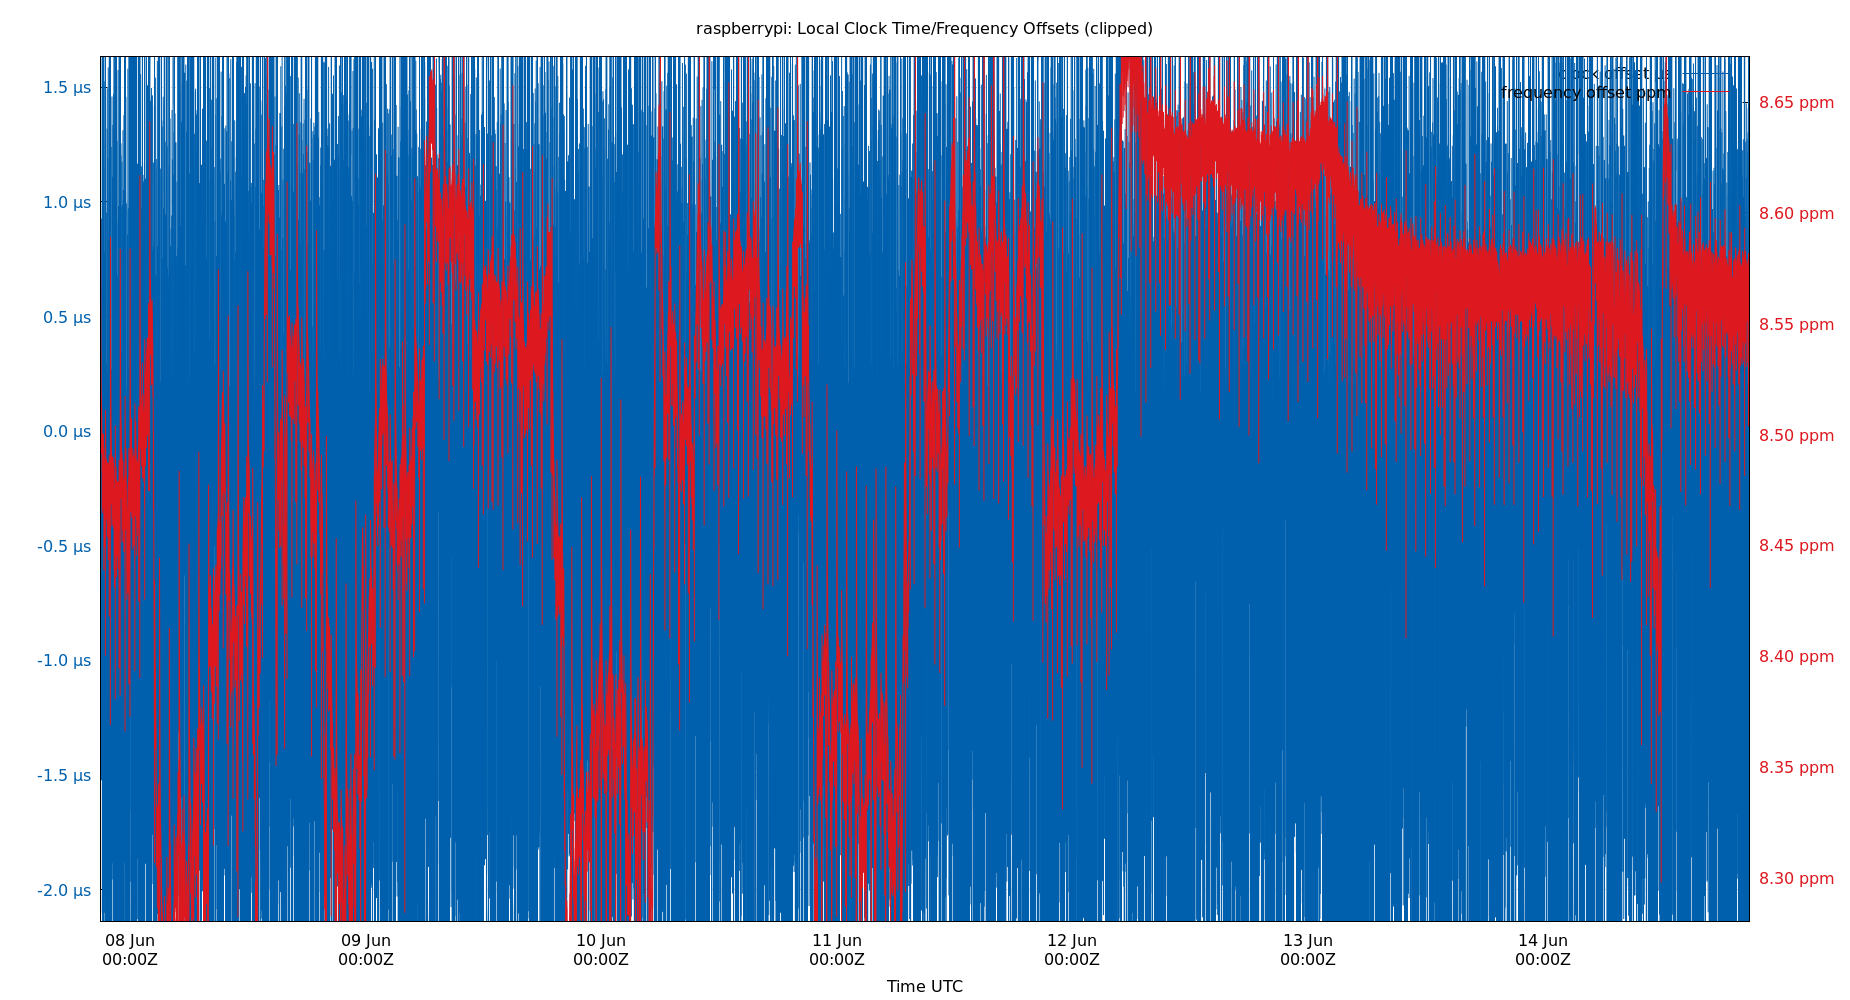 raspberrypi: Local Clock Time/Frequency Offsets (clipped)
clock offset µs
frequency offset ppm
1.5 µs
1.0 µs
0.5 µs
0.0 µs
-0.5 µs
-1.0 µs
-1.5 µs
-2.0 µs
8.65 ppm
8.60 ppm
8.55 ppm
8.50 ppm
8.45 ppm
8.40 ppm
8.35 ppm
8.30 ppm
08 Jun
00:00Z
09 Jun
00:00Z
10 Jun
00:00Z
11 Jun
00:00Z
12 Jun
00:00Z
13 Jun
00:00Z
14 Jun
00:00Z
Time UTC